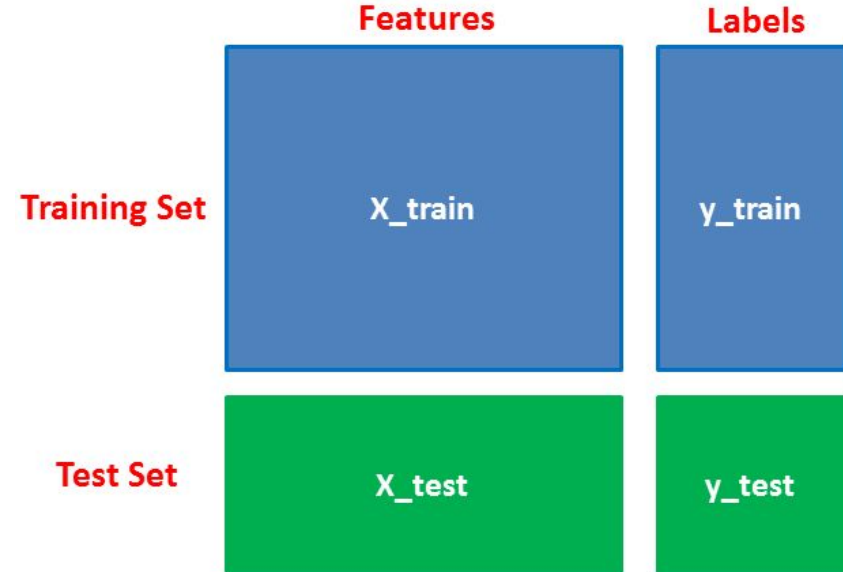 Features Labels
Training Set X_train y_train
Test Set X_test y_test